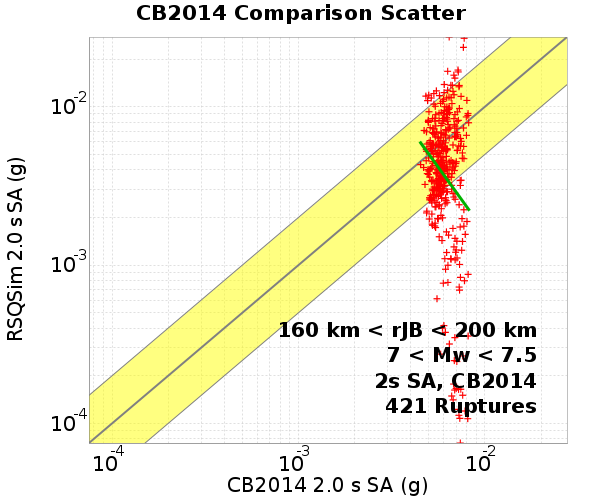 CB2014 Comparison Scatter
RSQSim 2.0 s SA (g)
10-2
10-3
10-4
160 km < rJB < 200 km
7 < Mw < 7.5
2s SA, CB2014
421 Ruptures
10-4 10-3 10-2
CB2014 2.0 s SA (g)